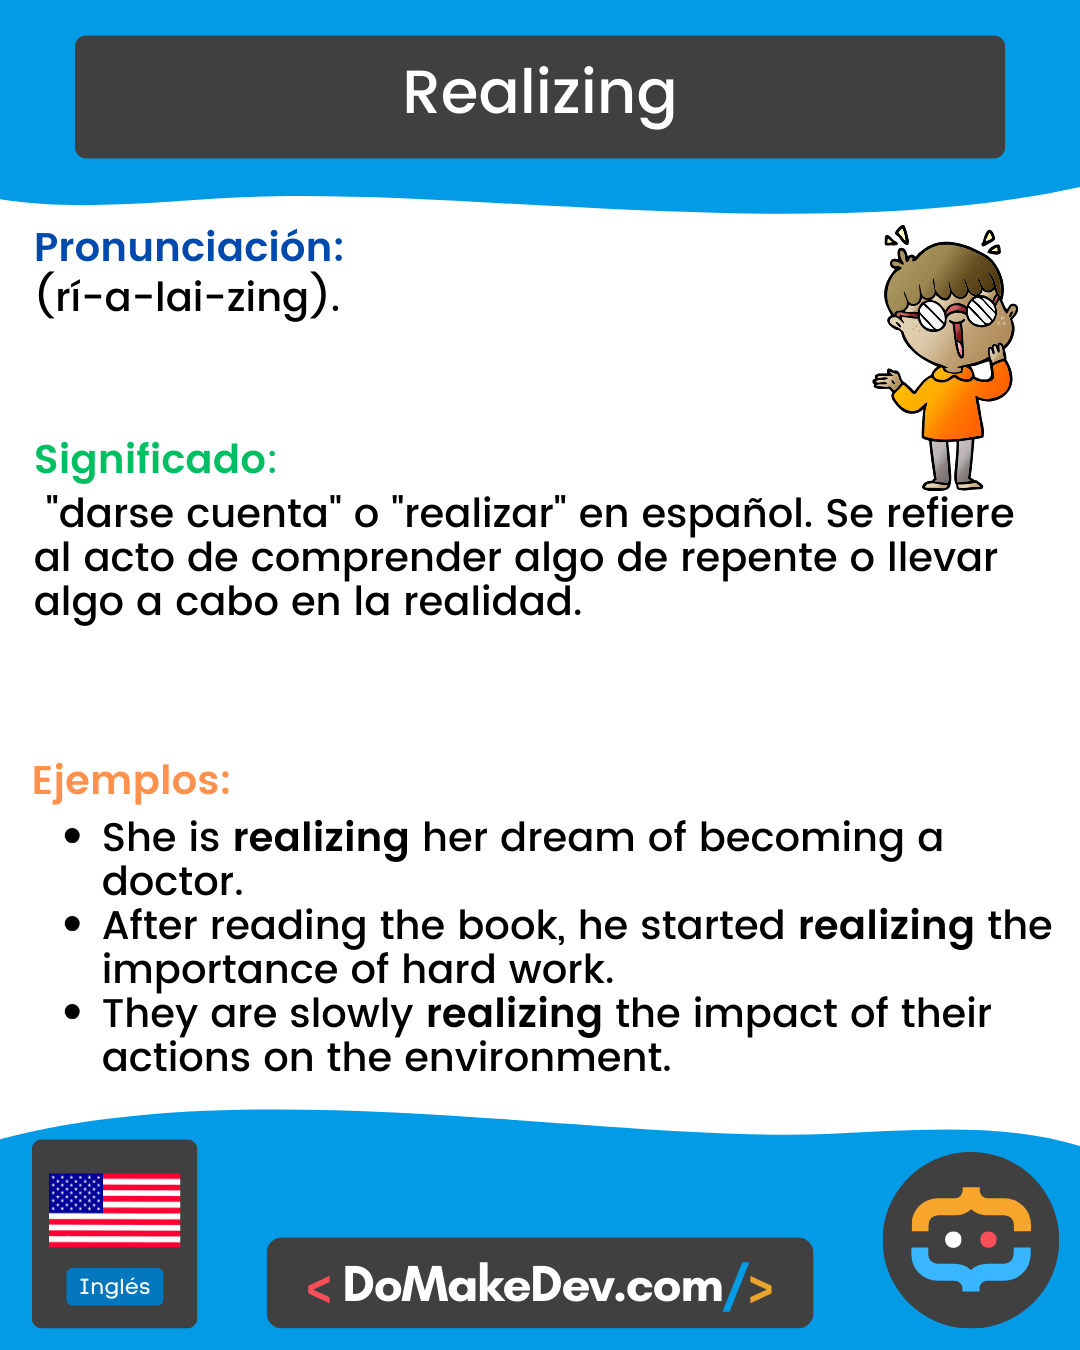 Realizing
Pronunciación:
(rí-a-lai-zing).
Significado:
"darse cuenta" o "realizar" en español. Se refiere
al acto de comprender algo de repente o llevar
algo a cabo en la realidad.
Ejemplos:
• She is realizing her dream of becoming a
doctor.
• After reading the book, he started realizing the
importance of hard work.
• They are slowly realizing the impact of their
actions on the environment.
Inglés
< DoMakeDev.com/>